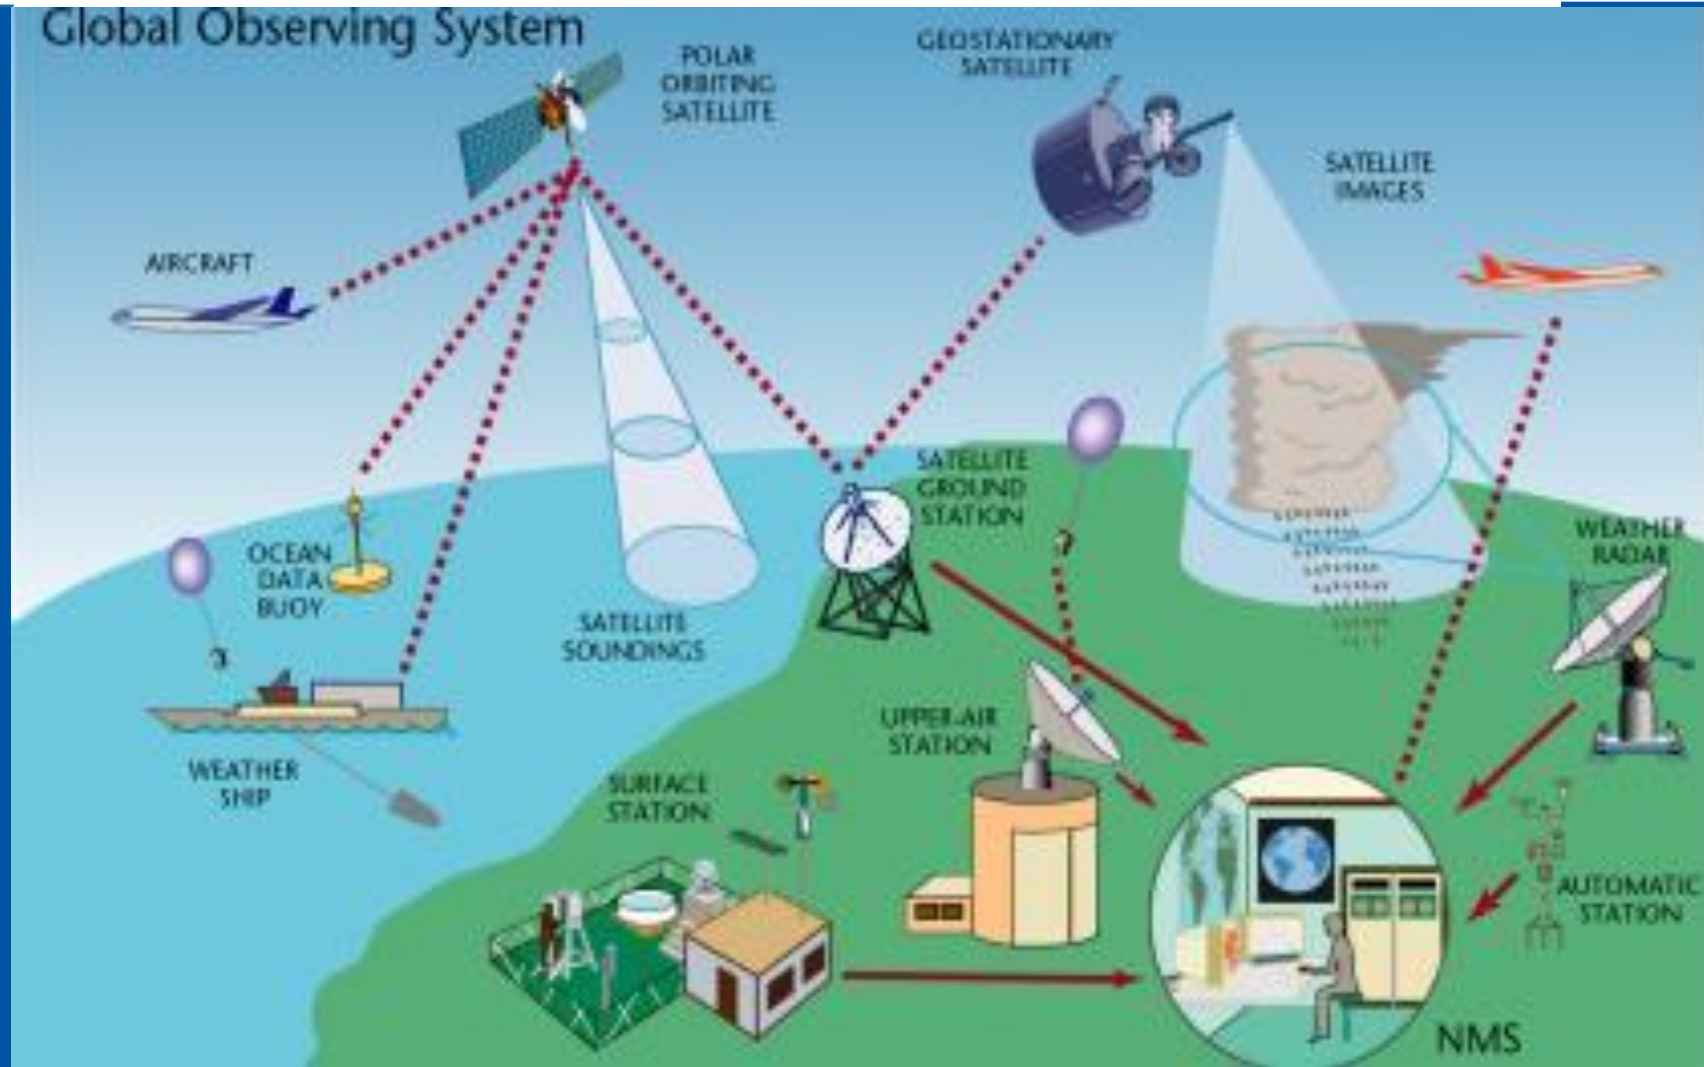 Global Observing System
POLAR
ORBITING
SATELLITE
GEOSTATIONARY
SATELLITE
SATELLITE
IMAGES
AIRCRAFT
SATELLITE
GROUND
STATION
WEATHER
RADAR
OCEAN
DATA
BUOY
SATELLITE
SOUNDINGS
UPPER-AIR
STATION
WEATHER
SHIP
SURFACE
STATION
AUTOMATIC
STATION
NMS